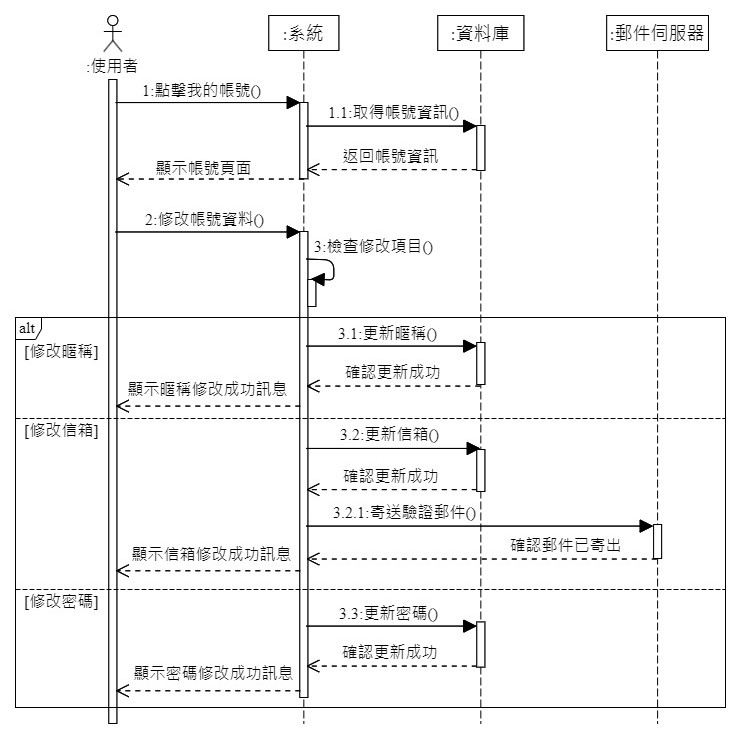 :使用者
:系統
:資料庫
:郵件伺服器
1:點擊我的帳號()
1.1:取得帳號資訊()
返回帳號資訊
顯示帳號頁面
2:修改帳號資料()
3:檢查修改項目()
alt
[修改暱稱]
3.1:更新暱稱()
確認更新成功
顯示暱稱修改成功訊息
[修改信箱]
3.2:更新信箱()
確認更新成功
3.2.1:寄送驗證郵件()
確認郵件已寄出
顯示信箱修改成功訊息
[修改密碼]
3.3:更新密碼()
確認更新成功
顯示密碼修改成功訊息